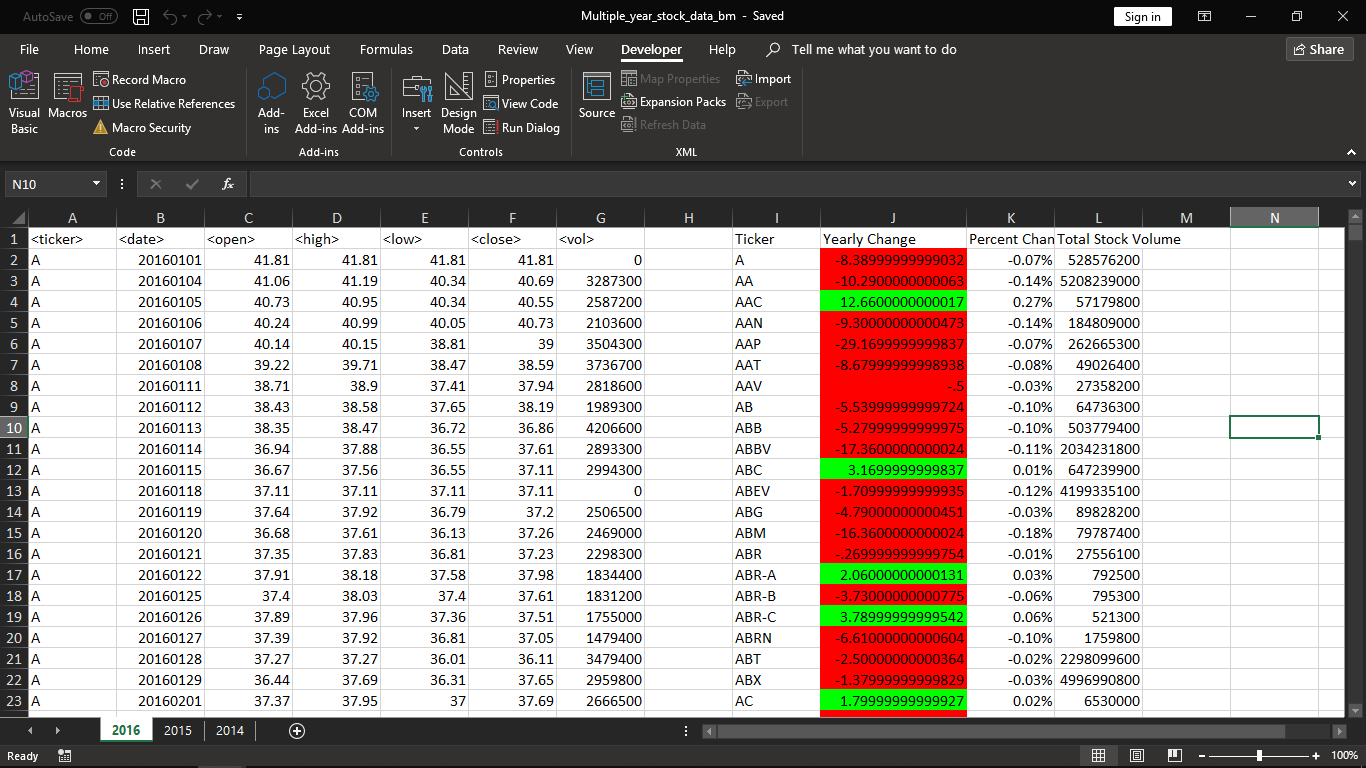 AutoSave Off Multiple_year_stock_data_bm - Saved Sign in
File Home Insert Draw Page Layout Formulas Data Review View Developer Help Tell me what you want to do Share
Visual Basic
Macros
Record Macro
Use Relative References
Macro Security
Code
Add-ins
Excel Add-ins
COM Add-ins
Add-ins
Insert
Design Mode
Properties
View Code
Run Dialog
Controls
Source
Map Properties
Expansion Packs
Refresh Data
Import
Export
XML
N10 fx
A B C D E F G H I J K L M N
1 <ticker> <date> <open> <high> <low> <close> <vol> Ticker Yearly Change Percent Chan Total Stock Volume
2 A 20160101 41.81 41.81 41.81 41.81 0 A -8.38999999999032 -0.07% 528576200
3 A 20160104 41.06 41.19 40.34 40.69 3287300 AA -10.2900000000063 -0.14% 5208239000
4 A 20160105 40.73 40.95 40.34 40.55 2587200 AAC 12.6600000000017 0.27% 57179800
5 A 20160106 40.24 40.99 40.05 40.73 2103600 AAN -9.30000000000473 -0.14% 184809000
6 A 20160107 40.14 40.15 38.81 39 3504300 AAP -29.1699999999837 -0.07% 262665300
7 A 20160108 39.22 39.71 38.47 38.59 3736700 AAT -8.67999999998938 -0.08% 49026400
8 A 20160111 38.71 38.9 37.41 37.94 2818600 AAV -.5 -0.03% 27358200
9 A 20160112 38.43 38.58 37.65 38.19 1989300 AB -5.53999999999724 -0.10% 64736300
10 A 20160113 38.35 38.47 36.72 36.86 4206600 ABB -5.27999999999975 -0.10% 503779400
11 A 20160114 36.94 37.88 36.55 37.61 2893300 ABBV -17.3600000000024 -0.11% 2034231800
12 A 20160115 36.67 37.56 36.55 37.11 2994300 ABC 3.1699999999837 0.01% 647239900
13 A 20160118 37.11 37.11 37.11 37.11 0 ABEV -1.70999999999935 -0.12% 4199335100
14 A 20160119 37.64 37.92 36.79 37.2 2506500 ABG -4.79000000000451 -0.03% 89828200
15 A 20160120 36.68 37.61 36.13 37.26 2469000 ABM -16.3600000000024 -0.18% 79787400
16 A 20160121 37.35 37.83 36.81 37.23 2298300 ABR -.269999999999754 -0.01% 27556100
17 A 20160122 37.91 38.18 37.58 37.98 1834400 ABR-A 2.06000000000131 0.03% 792500
18 A 20160125 37.4 38.03 37.4 37.61 1831200 ABR-B -3.73000000000775 -0.06% 795300
19 A 20160126 37.89 37.96 37.36 37.51 1755000 ABR-C 3.78999999999542 0.06% 521300
20 A 20160127 37.39 37.92 36.81 37.05 1479400 ABRN -6.61000000000604 -0.10% 1759800
21 A 20160128 37.27 37.27 36.01 36.11 3479400 ABT -2.50000000000364 -0.02% 2298099600
22 A 20160129 36.44 37.69 36.31 37.65 2959800 ABX -1.37999999999829 -0.03% 4996990800
23 A 20160201 37.37 37.95 37 37.69 2666500 AC 1.79999999999927 0.02% 6530000
2016 2015 2014
Ready 100%